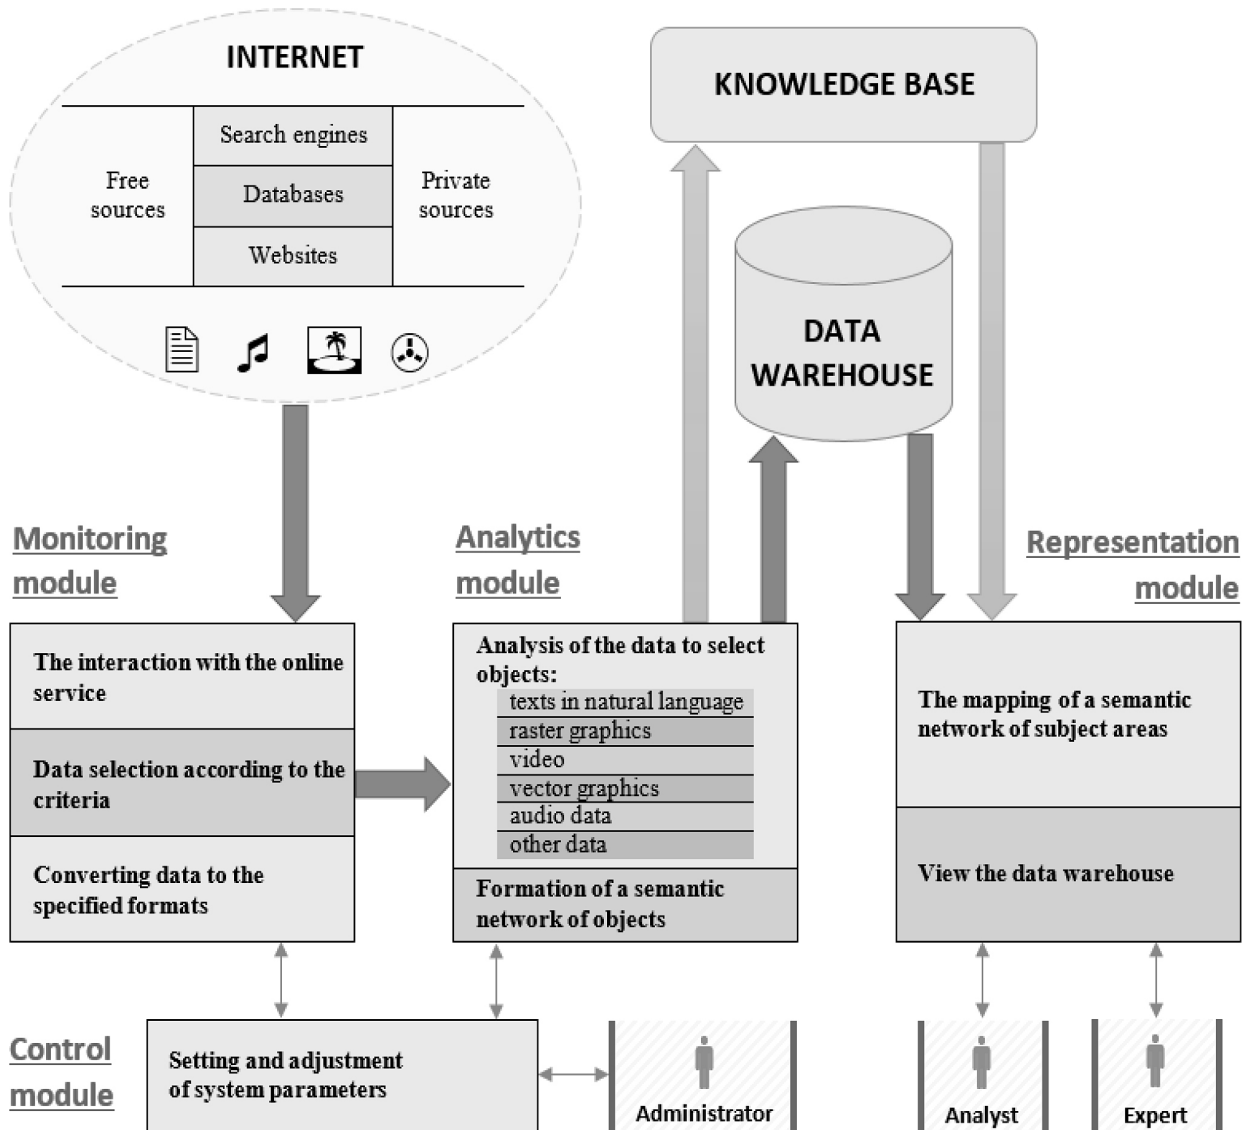 INTERNET
Free
sources
Search engines
Databases
Websites
Private
sources
KNOWLEDGE BASE
DATA
WAREHOUSE
Monitoring
module
The interaction with the online
service
Data selection according to the
criteria
Converting data to the
specified formats
Analytics
module
Analysis of the data to select
objects:
texts in natural language
raster graphics
video
vector graphics
audio data
other data
Formation of a semantic
network of objects
Representation
module
The mapping of a semantic
network of subject areas
View the data warehouse
Control
module
Setting and adjustment
of system parameters
Administrator
Analyst
Expert